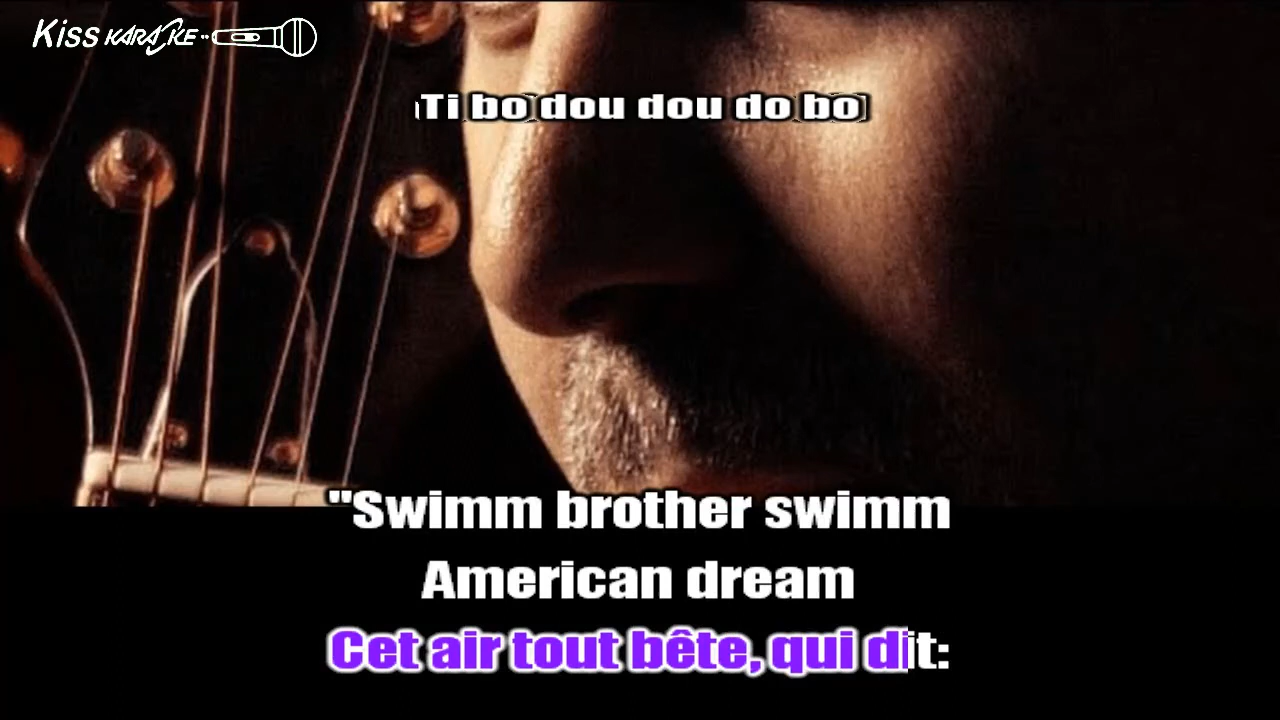 Kiss KARAOKE
Ti bo dou dou do bo
"Swimm brother swimm
American dream
Cet air tout bête, qui dit: